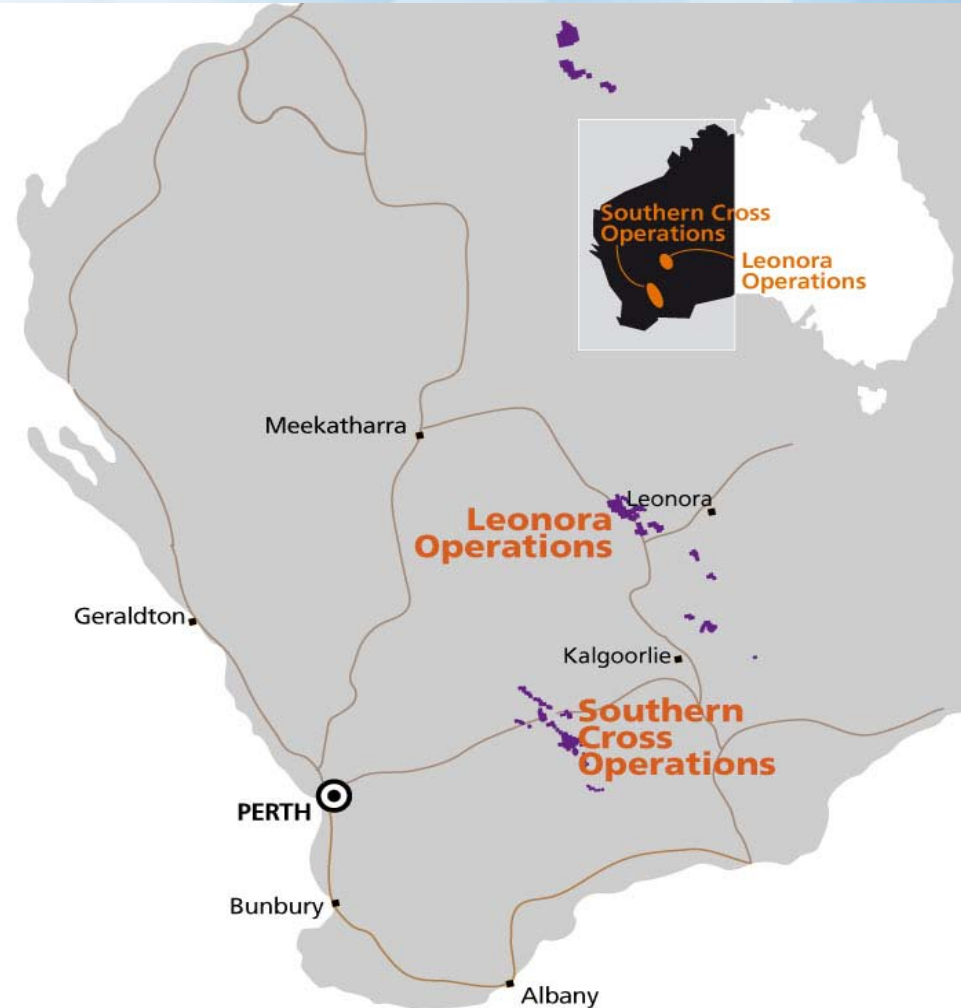 Southern Cross
Operations
Leonora
Operations
Meekatharra
Leonora
Leonora
Operations
Geraldton
Kalgoorlie
Southern
Cross
Operations
PERTH
Bunbury
Albany